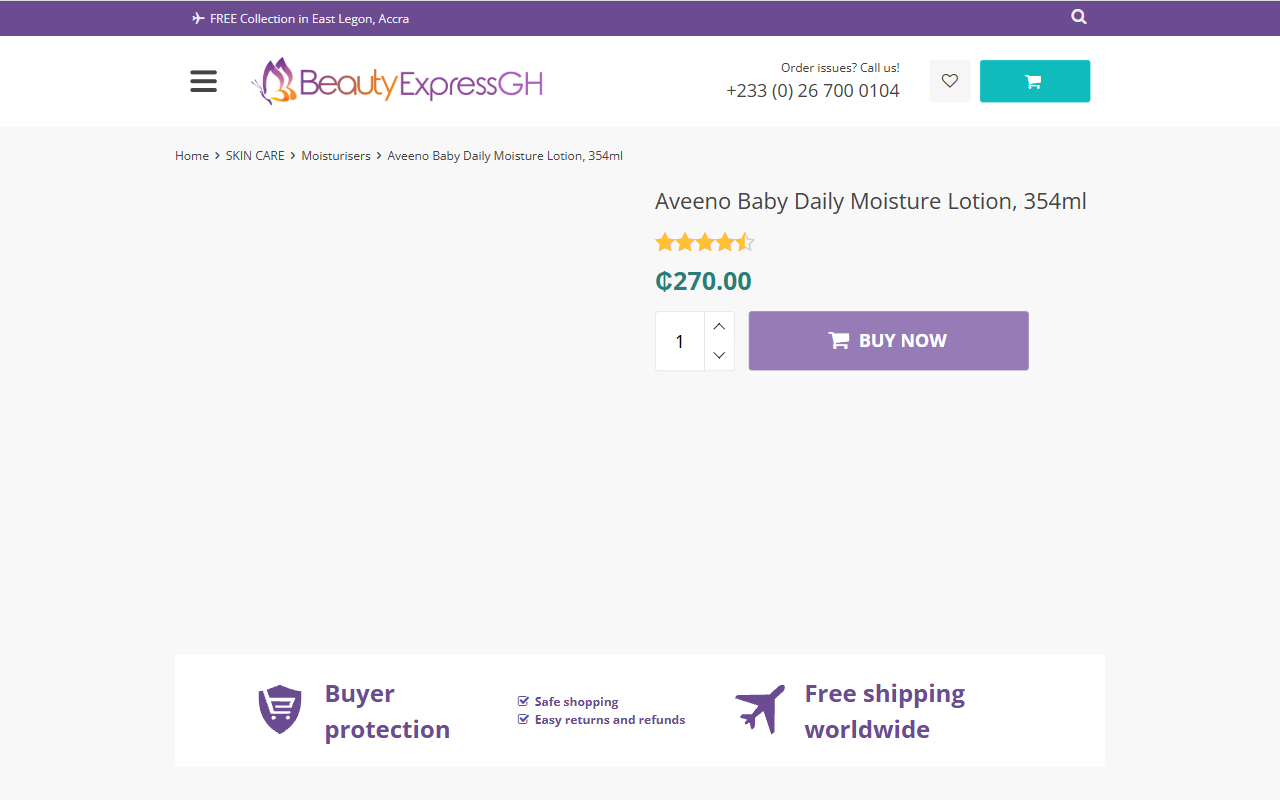 FREE Collection in East Legon, Accra
BeautyExpressGH
Order issues? Call us!
+233 (0) 26 700 0104
Home > SKIN CARE > Moisturisers > Aveeno Baby Daily Moisture Lotion, 354ml
Aveeno Baby Daily Moisture Lotion, 354ml
₵270.00
1
BUY NOW
Buyer
protection
Safe shopping
Easy returns and refunds
Free shipping
worldwide